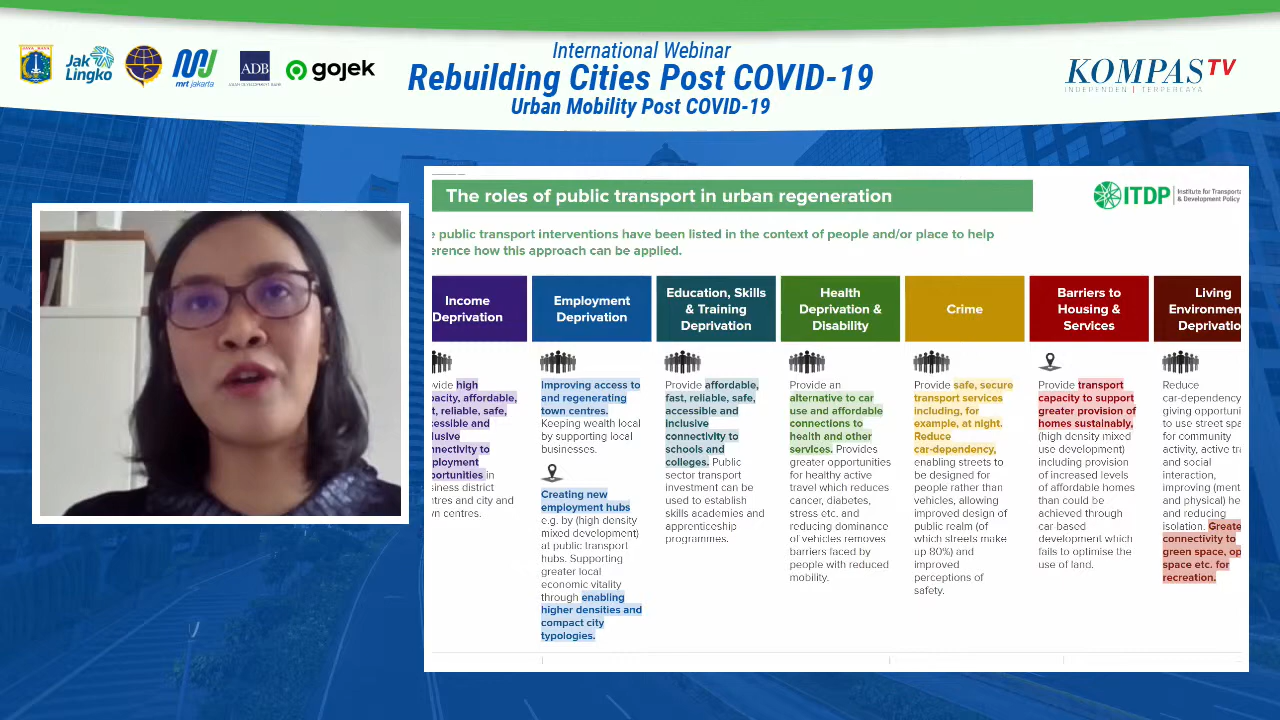 JAYA RAYA
Jak
Lingko
mrt jakarta
ADB
ASIAN DEVELOPMENT BANK
gojek
International Webinar
Rebuilding Cities Post COVID-19
Urban Mobility Post COVID-19
KOMPAS TV
INDEPENDEN | TERPERCAYA
The roles of public transport in urban regeneration
ITDP
Institute for Transporta
& Development Policy
e public transport interventions have been listed in the context of people and/or place to help
erence how this approach can be applied.
Income
Deprivation
vide high
pacity, affordable,
t, reliable, safe,
cessible and
lusive
nnectivity to
ployment
portunities in
siness district
ntres and city and
wn centres.
Employment
Deprivation
Improving access to
and regenerating
town centres.
Keeping wealth local
by supporting local
businesses.
Creating new
employment hubs
e.g. by (high density
mixed development)
at public transport
hubs. Supporting
greater local
economic vitality
through enabling
higher densities and
compact city
typologies.
Education, Skills
& Training
Deprivation
Provide affordable,
fast, reliable, safe,
accessible and
inclusive
connectivity to
schools and
colleges. Public
sector transport
investment can be
used to establish
skills academies and
apprenticeship
programmes.
Health
Deprivation &
Disability
Provide an
alternative to car
use and affordable
connections to
health and other
services. Provides
greater opportunities
for healthy active
travel which reduces
cancer, diabetes,
stress etc. and
reducing dominance
of vehicles removes
barriers faced by
people with reduced
mobility.
Crime
Provide safe, secure
transport services
including, for
example, at night.
Reduce
car-dependency,
enabling streets to
be designed for
people rather than
vehicles, allowing
improved design of
public realm (of
which streets make
up 80%) and
improved
perceptions of
safety.
Barriers to
Housing &
Services
Provide transport
capacity to support
greater provision of
homes sustainably,
(high density mixed
use development)
including provision
of increased levels
of affordable homes
than could be
achieved through
car based
development which
fails to optimise the
use of land.
Living
Environmen
Deprivatio
Reduce
car-dependency
giving opportuni
to use street spa
for community
activity, active tra
and social
interaction,
improving (ment
and physical) he
and reducing
isolation. Greate
connectivity to
green space, op
space etc. for
recreation.